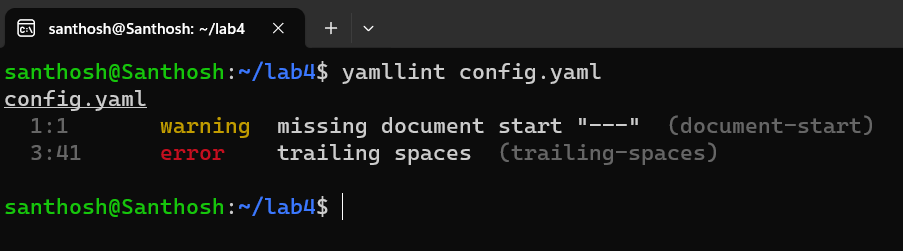 santhosh@Santhosh: ~/lab4
santhosh@Santhosh:~/lab4$ yamllint config.yaml
config.yaml
1:1 warning missing document start "---" (document-start)
3:41 error trailing spaces (trailing-spaces)
santhosh@Santhosh:~/lab4$